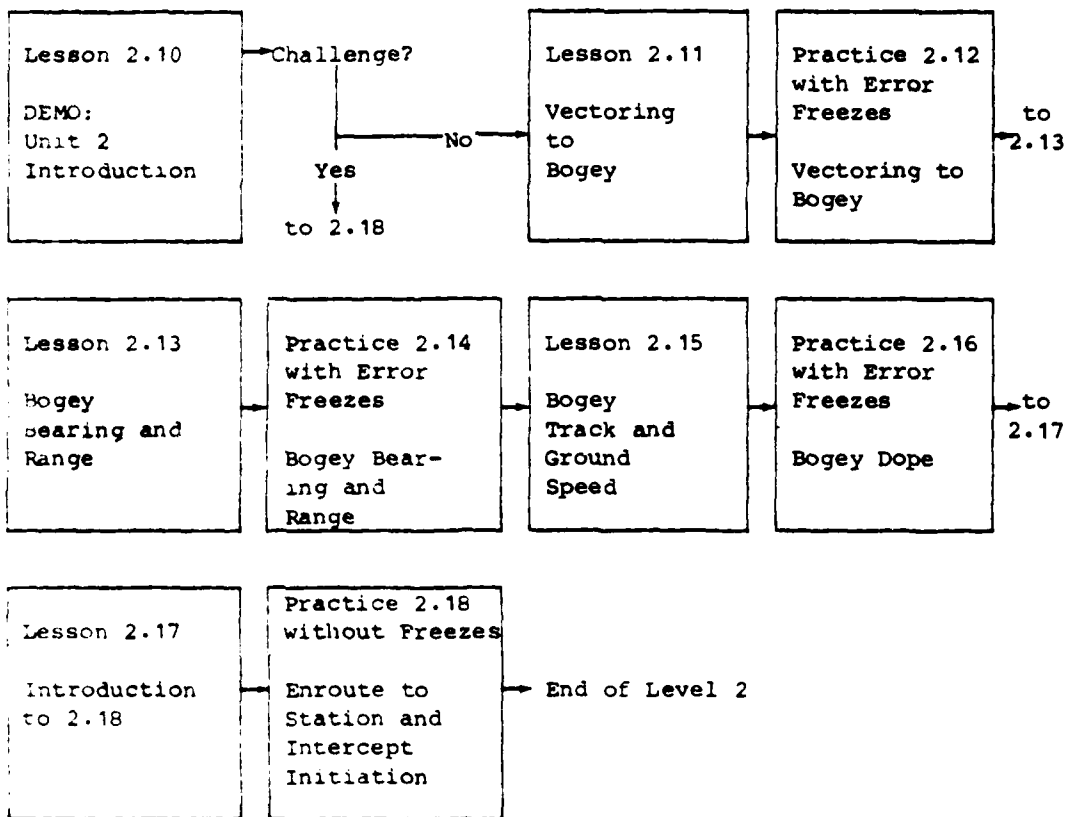 Lesson 2.10
DEMO:
Unit 2
Introduction
Challenge?
No
Yes
to 2.18
Lesson 2.11
Vectoring
to
Bogey
Practice 2.12
with Error
Freezes
Vectoring to
Bogey
to
2.13
Lesson 2.13
Bogey
Bearing and
Range
Practice 2.14
with Error
Freezes
Bogey Bear-
ing and
Range
Lesson 2.15
Bogey
Track and
Ground
Speed
Practice 2.16
with Error
Freezes
Bogey Dope
to
2.17
Lesson 2.17
Introduction
to 2.18
Practice 2.18
without Freezes
Enroute to
Station and
Intercept
Initiation
End of Level 2